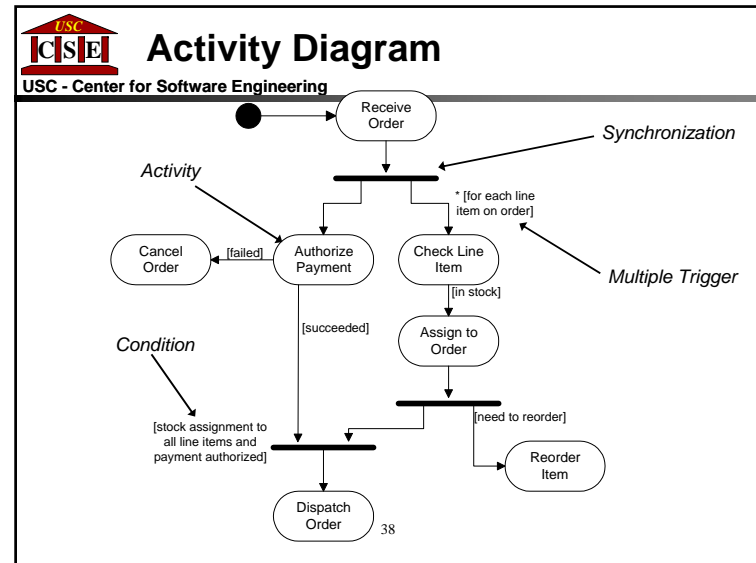 USC
C S E
Activity Diagram
USC - Center for Software Engineering
Receive
Order
Synchronization
Activity
* [for each line
item on order]
Cancel
Order
[failed]
Authorize
Payment
Check Line
Item
Multiple Trigger
[in stock]
[succeeded]
Assign to
Order
Condition
[stock assignment to
all line items and
payment authorized]
[need to reorder]
Reorder
Item
Dispatch
Order
38